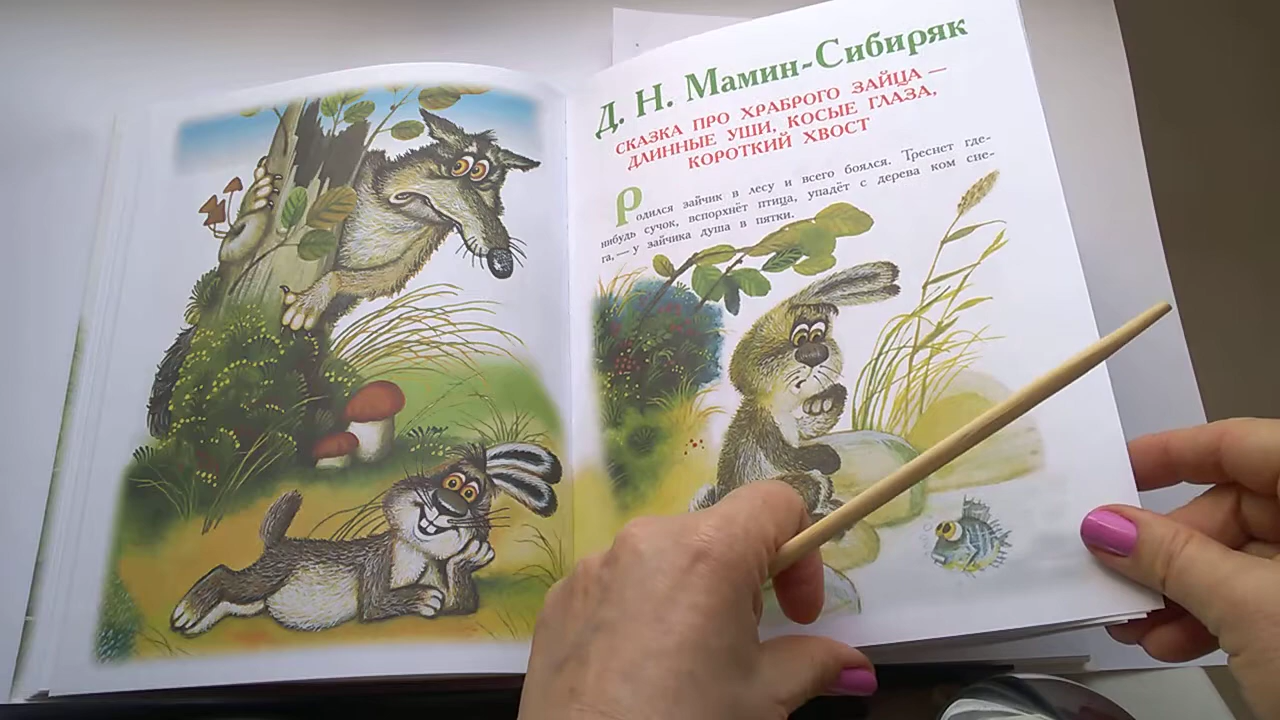 Д. Н. Мамин-Сибиряк
СКАЗКА ПРО ХРАБРОГО ЗАЙЦА —
ДЛИННЫЕ УШИ, КОСЫЕ ГЛАЗА,
КОРОТКИЙ ХВОСТ
Родился зайчик в лесу и всего боялся. Треснет где-
нибудь сучок, вспорхнёт птица, упадёт с дерева ком сне-
га, — у зайчика душа в пятки.